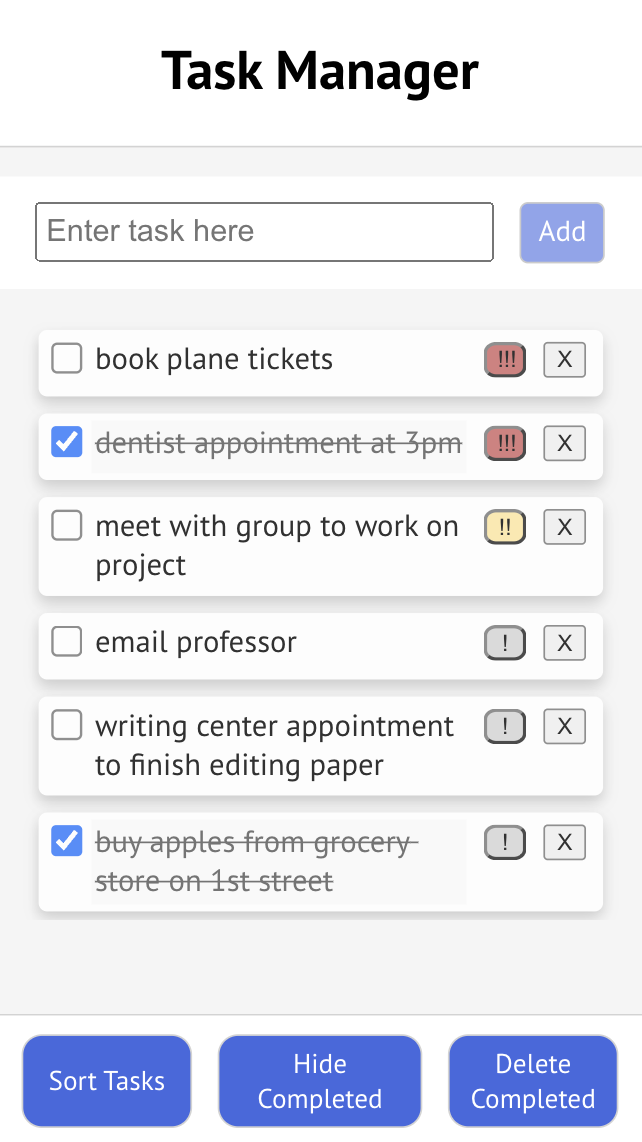 Task Manager
Enter task here
Add
book plane tickets
!!!
X
dentist appointment at 3pm
!!!
X
meet with group to work on
project
!!
X
email professor
!
X
writing center appointment
to finish editing paper
!
X
buy apples from grocery
store on 1st street
!
X
Sort Tasks
Hide
Completed
Delete
Completed